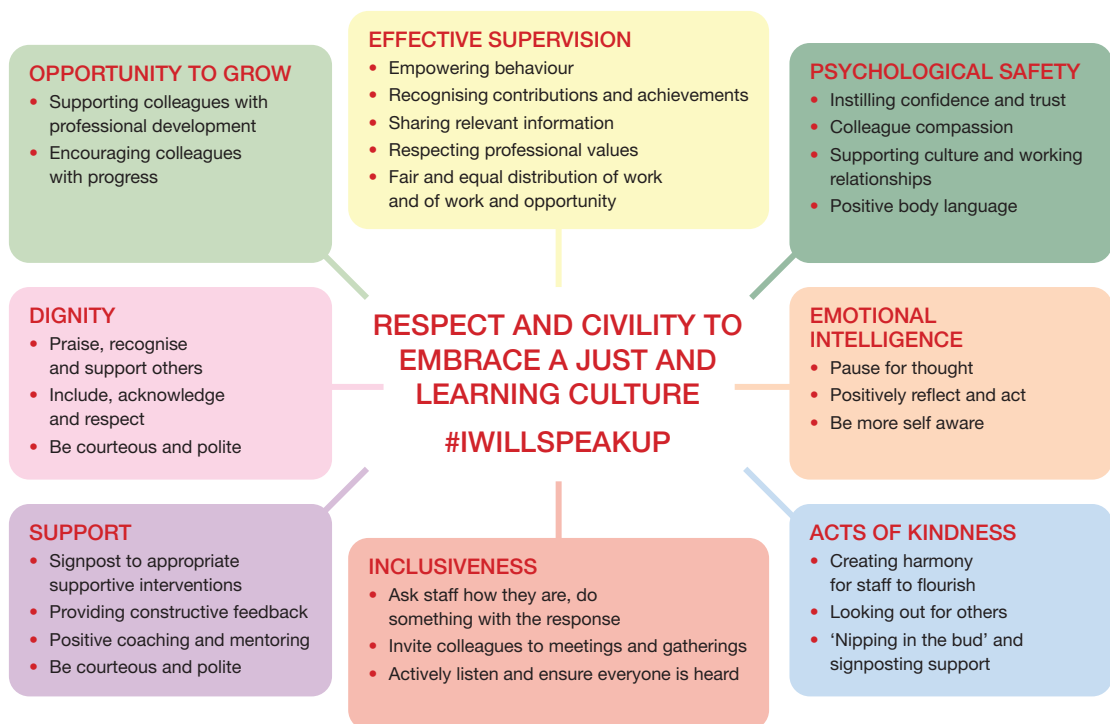 OPPORTUNITY TO GROW
• Supporting colleagues with
professional development
• Encouraging colleagues
with progress
EFFECTIVE SUPERVISION
• Empowering behaviour
• Recognising contributions and achievements
• Sharing relevant information
• Respecting professional values
• Fair and equal distribution of work
and of work and opportunity
PSYCHOLOGICAL SAFETY
• Instilling confidence and trust
• Colleague compassion
• Supporting culture and working
relationships
• Positive body language
DIGNITY
• Praise, recognise
and support others
• Include, acknowledge
and respect
• Be courteous and polite
RESPECT AND CIVILITY TO
EMBRACE A JUST AND
LEARNING CULTURE
#IWILLSPEAKUP
EMOTIONAL
INTELLIGENCE
• Pause for thought
• Positively reflect and act
• Be more self aware
SUPPORT
• Signpost to appropriate
supportive interventions
• Providing constructive feedback
• Positive coaching and mentoring
• Be courteous and polite
INCLUSIVENESS
• Ask staff how they are, do
something with the response
• Invite colleagues to meetings and gatherings
• Actively listen and ensure everyone is heard
ACTS OF KINDNESS
• Creating harmony
for staff to flourish
• Looking out for others
• ‘Nipping in the bud’ and
signposting support